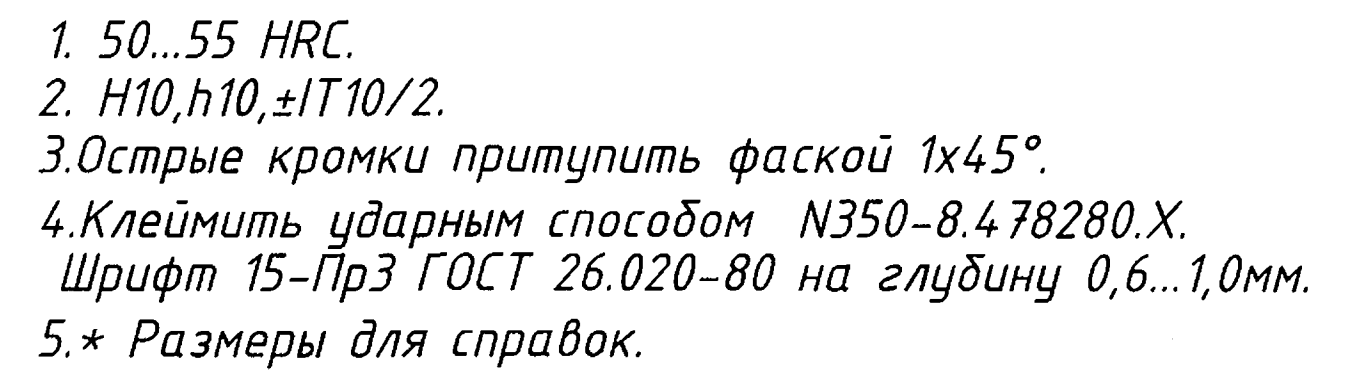 1. 50...55 HRC.
2. H10,h10,±IT10/2.
3.Острые кромки притупить фаской 1x45°.
4.Клеймить ударным способом N350-8.478280.X.
Шрифт 15-Пр3 ГОСТ 26.020-80 на глубину 0,6...1,0мм.
5.* Размеры для справок.